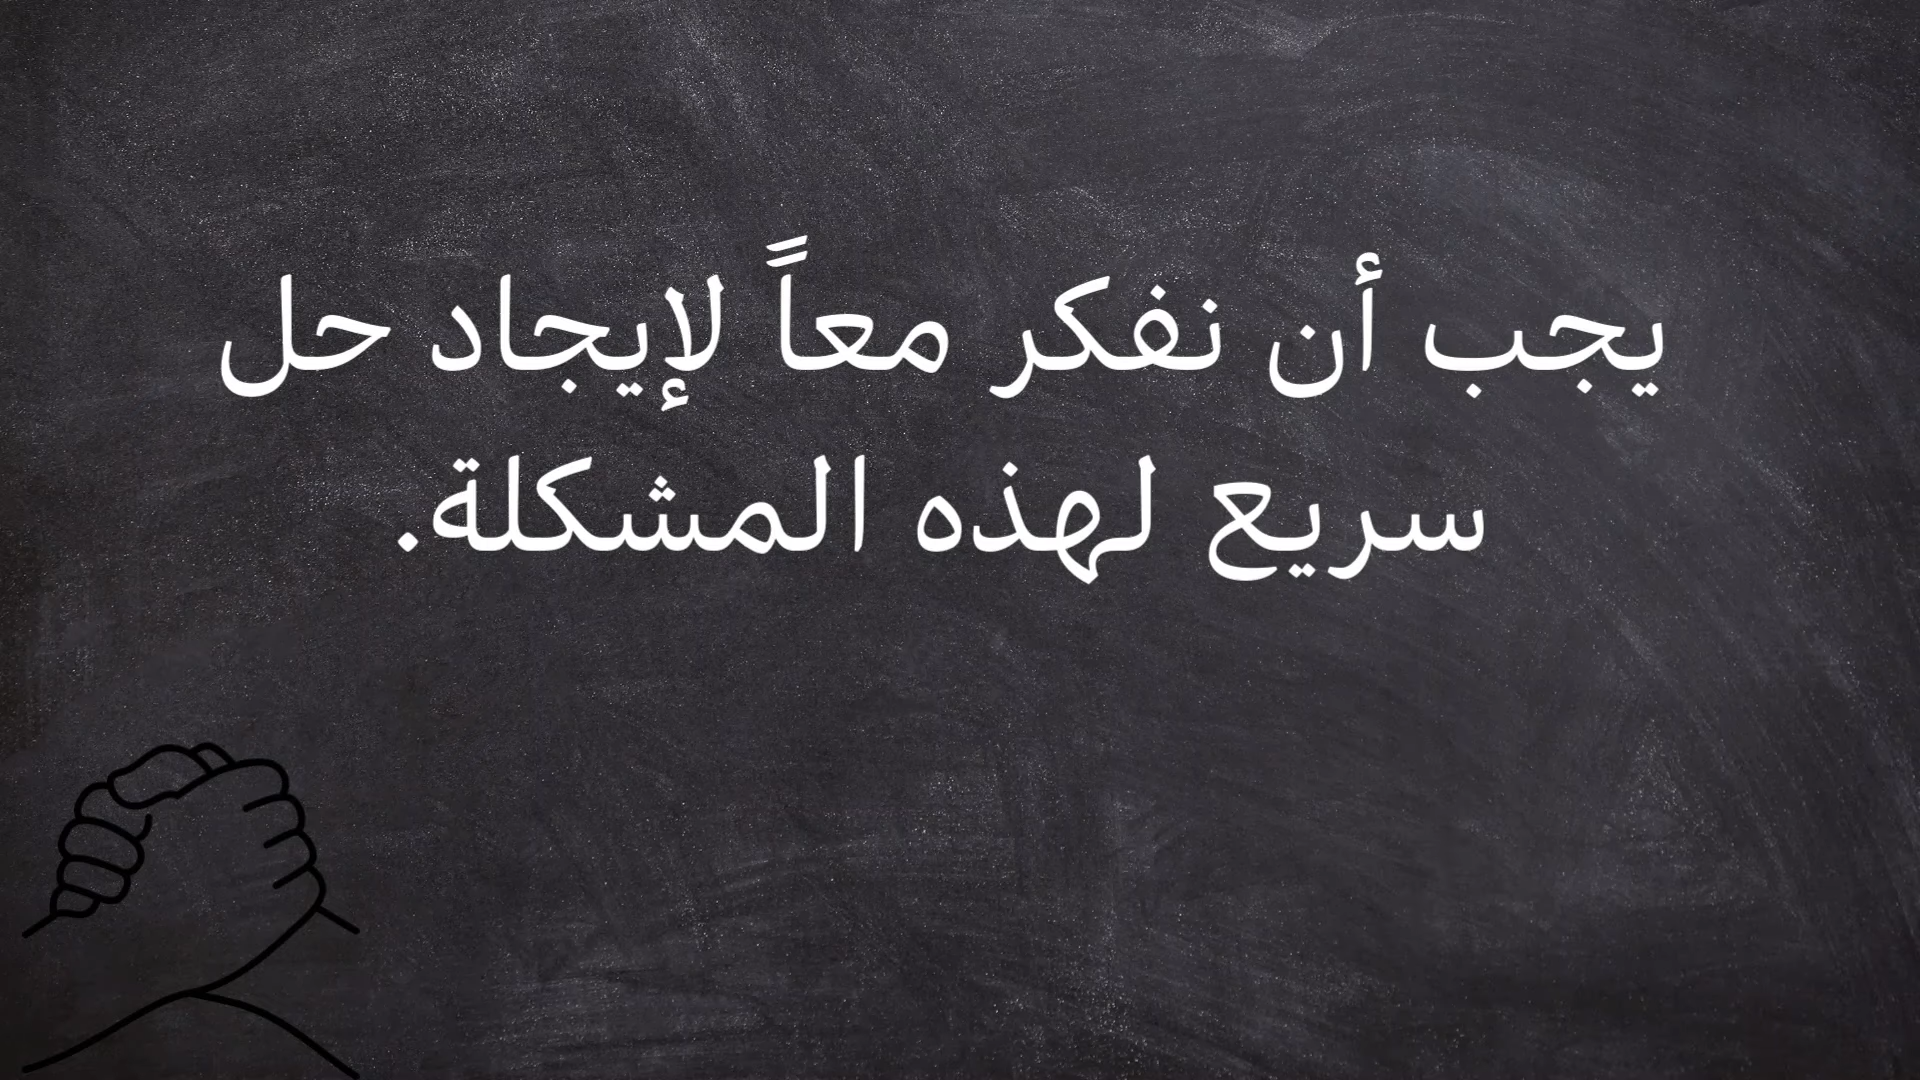 يجب أن نفكر معاً لإيجاد حل
سريع لهذه المشكلة.